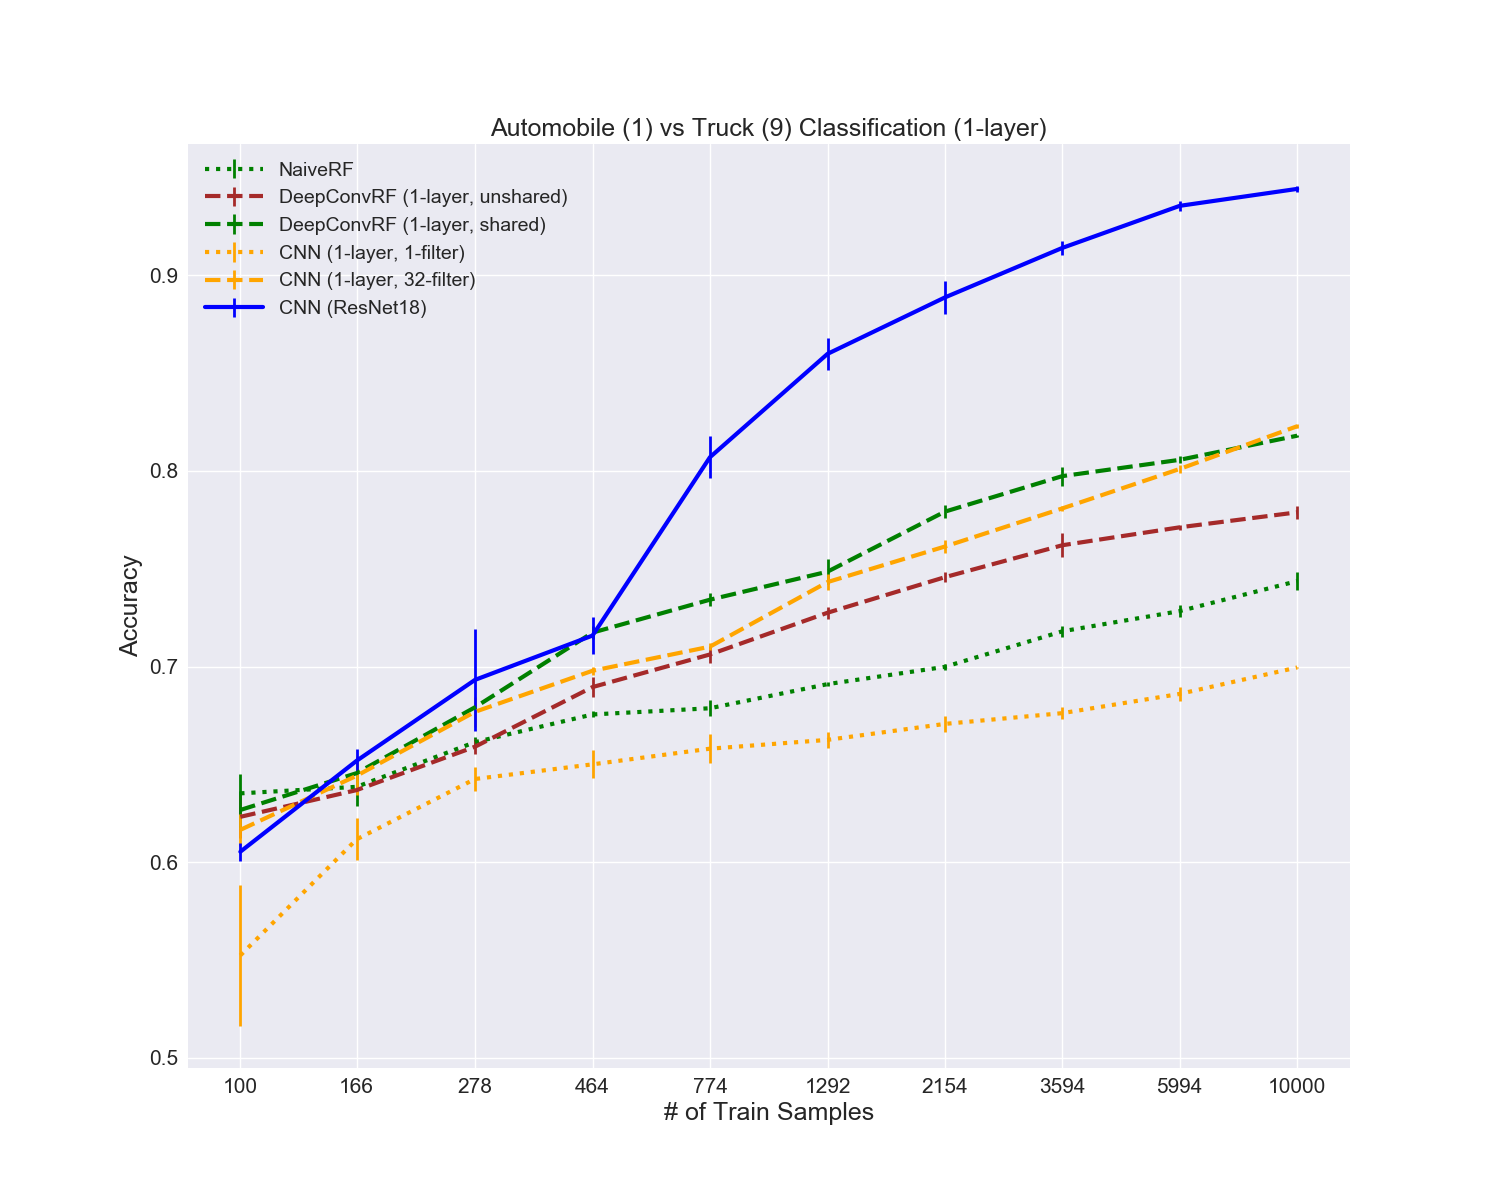 Automobile (1) vs Truck (9) Classification (1-layer)
NaiveRF
DeepConvRF (1-layer, unshared)
DeepConvRF (1-layer, shared)
CNN (1-layer, 1-filter)
CNN (1-layer, 32-filter)
CNN (ResNet18)
Accuracy
0.9
0.8
0.7
0.6
0.5
100 166 278 464 774 1292 2154 3594 5994 10000
# of Train Samples